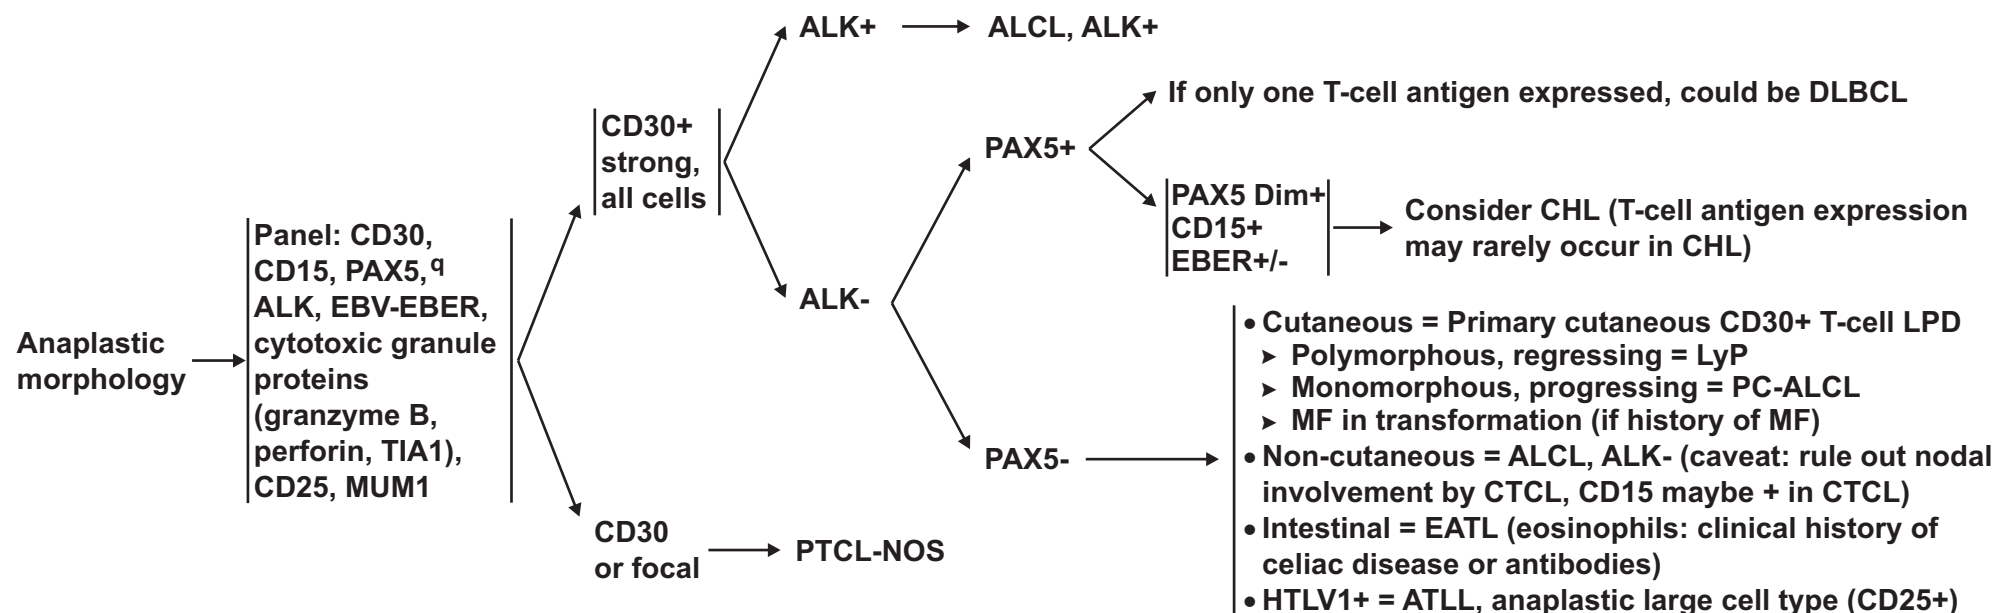 Anaplastic
morphology
Panel: CD30,
CD15, PAX5,q
ALK, EBV-EBER,
cytotoxic granule
proteins
(granzyme B,
perforin, TIA1),
CD25, MUM1
CD30+
strong,
all cells
ALK+
ALCL, ALK+
ALK-
PAX5+
If only one T-cell antigen expressed, could be DLBCL
PAX5 Dim+
CD15+
EBER+/-
Consider CHL (T-cell antigen expression
may rarely occur in CHL)
PAX5-
• Cutaneous = Primary cutaneous CD30+ T-cell LPD
➤ Polymorphous, regressing = LyP
➤ Monomorphous, progressing = PC-ALCL
➤ MF in transformation (if history of MF)
• Non-cutaneous = ALCL, ALK- (caveat: rule out nodal
involvement by CTCL, CD15 maybe + in CTCL)
• Intestinal = EATL (eosinophils: clinical history of
celiac disease or antibodies)
• HTLV1+ = ATLL, anaplastic large cell type (CD25+)
CD30
or focal
PTCL-NOS